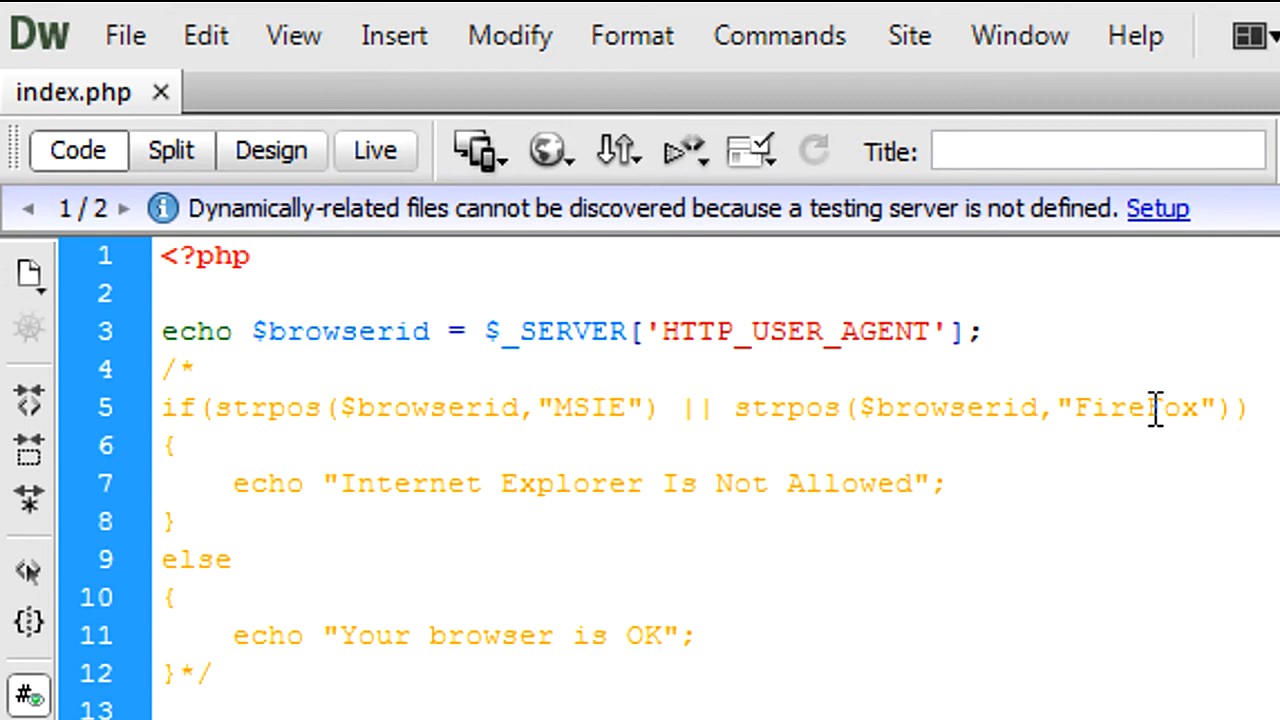 Dw File Edit View Insert Modify Format Commands Site Window Help
index.php
Code Split Design Live Title:
1 / 2 Dynamically-related files cannot be discovered because a testing server is not defined. Setup
1 <?php
2
3 echo $browserid = $_SERVER['HTTP_USER_AGENT'];
4 /*
5 if(strpos($browserid,"MSIE") || strpos($browserid,"FireFox"))
6 {
7 echo "Internet Explorer Is Not Allowed";
8 }
9 else
10 {
11 echo "Your browser is OK";
12 }*/
13